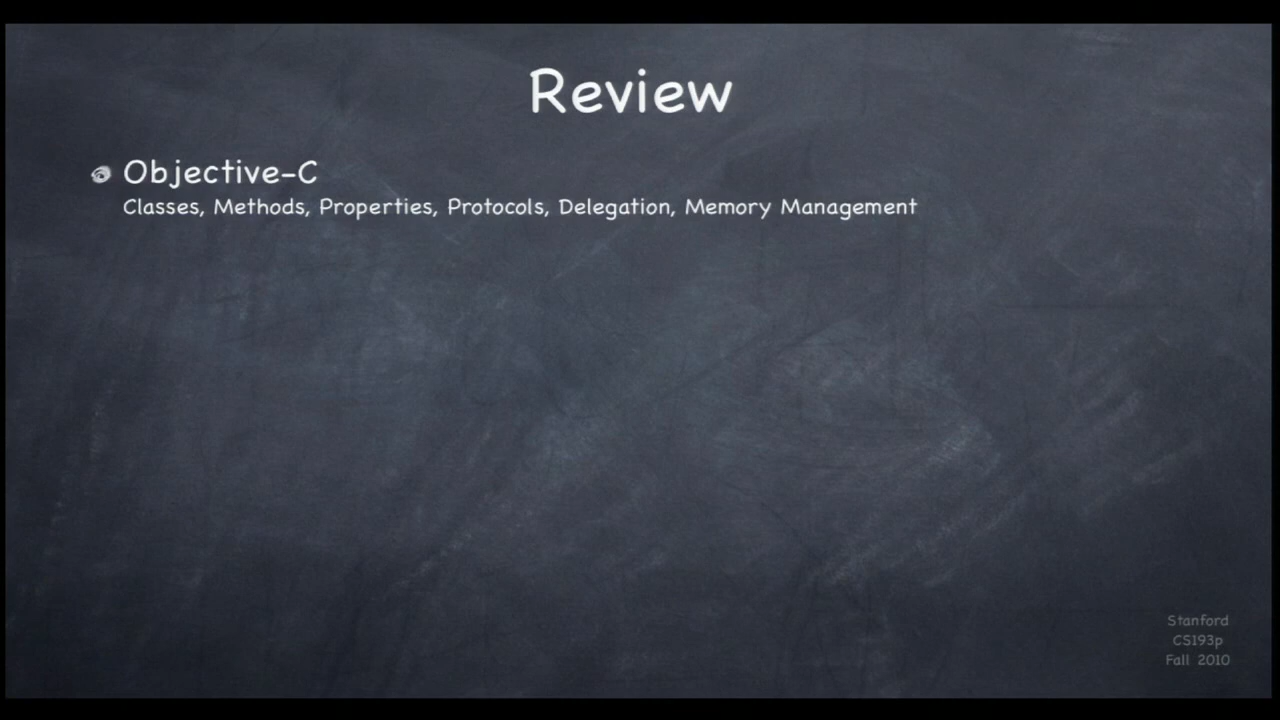 Review
Objective-C
Classes, Methods, Properties, Protocols, Delegation, Memory Management
Stanford
CS193p
Fall 2010